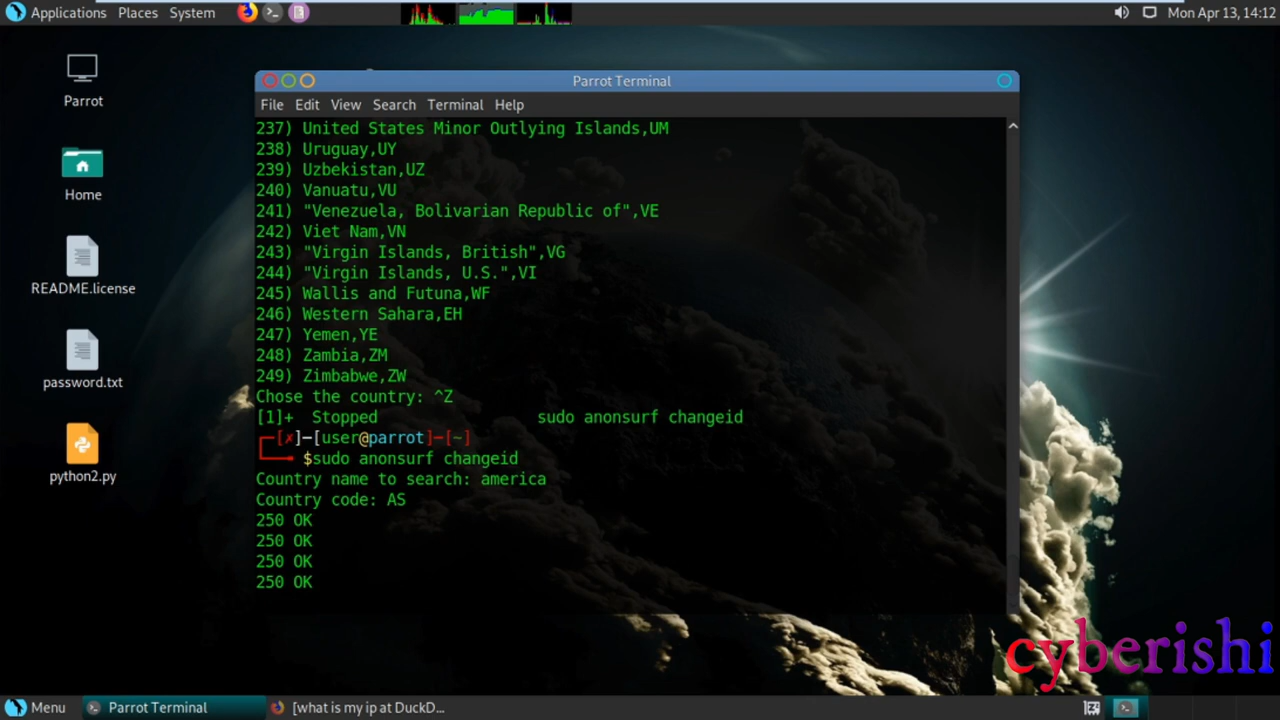 Applications Places System
Mon Apr 13, 14:12
Parrot
Home
README.license
password.txt
python2.py
Parrot Terminal
File Edit View Search Terminal Help
237) United States Minor Outlying Islands,UM
238) Uruguay,UY
239) Uzbekistan,UZ
240) Vanuatu,VU
241) "Venezuela, Bolivarian Republic of",VE
242) Viet Nam,VN
243) "Virgin Islands, British",VG
244) "Virgin Islands, U.S.",VI
245) Wallis and Futuna,WF
246) Western Sahara,EH
247) Yemen,YE
248) Zambia,ZM
249) Zimbabwe,ZW
Chose the country: ^Z
[1]+ Stopped sudo anonsurf changeid
┌─[✗]─[user@parrot]─[~]
└──╼ $sudo anonsurf changeid
Country name to search: america
Country code: AS
250 OK
250 OK
250 OK
250 OK
cyberishi
Menu Parrot Terminal [what is my ip at DuckD...